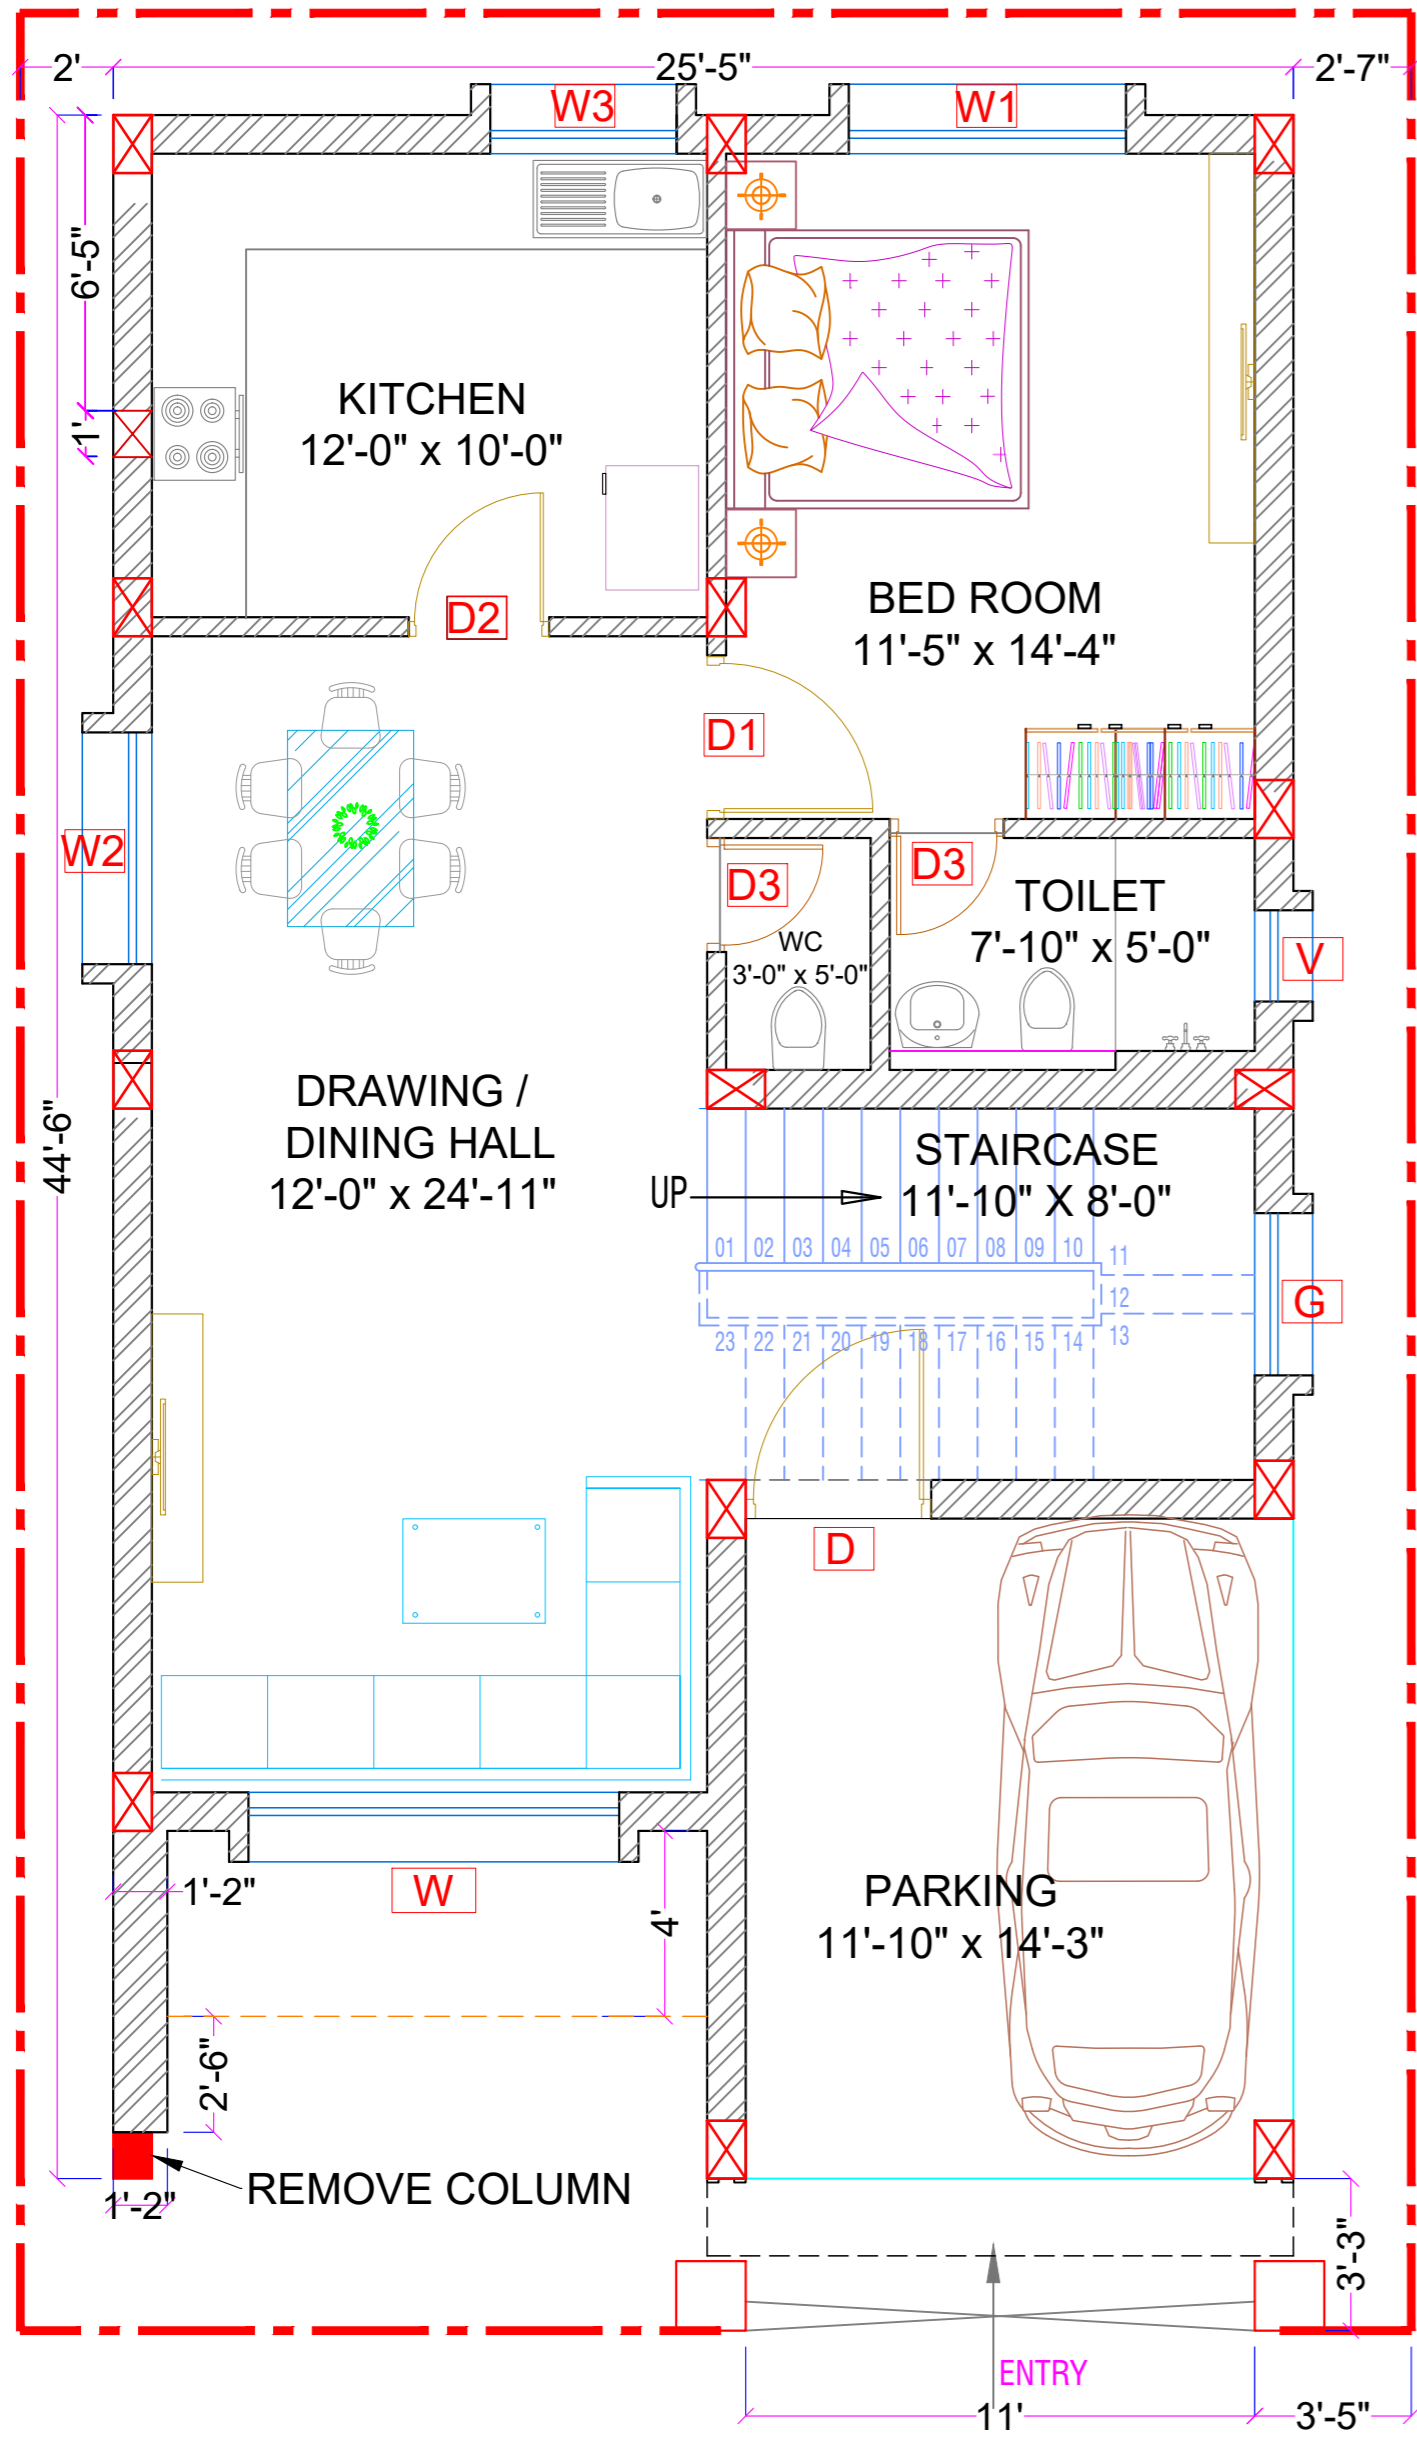 2'
25'-5"
2'-7"
W3
W1
6'-5"
KITCHEN
12'-0" x 10'-0"
1'
D2
BED ROOM
11'-5" x 14'-4"
D1
W2
D3
D3
TOILET
7'-10" x 5'-0"
WC
3'-0" x 5'-0"
V
DRAWING /
DINING HALL
12'-0" x 24'-11"
44'-6"
STAIRCASE
11'-10" X 8'-0"
UP
01 02 03 04 05 06 07 08 09 10 11
12
23 22 21 20 19 18 17 16 15 14 13
G
D
PARKING
11'-10" x 14'-3"
W
1'-2"
4'
2'-6"
REMOVE COLUMN
1'-2"
3'-3"
ENTRY
11'
3'-5"